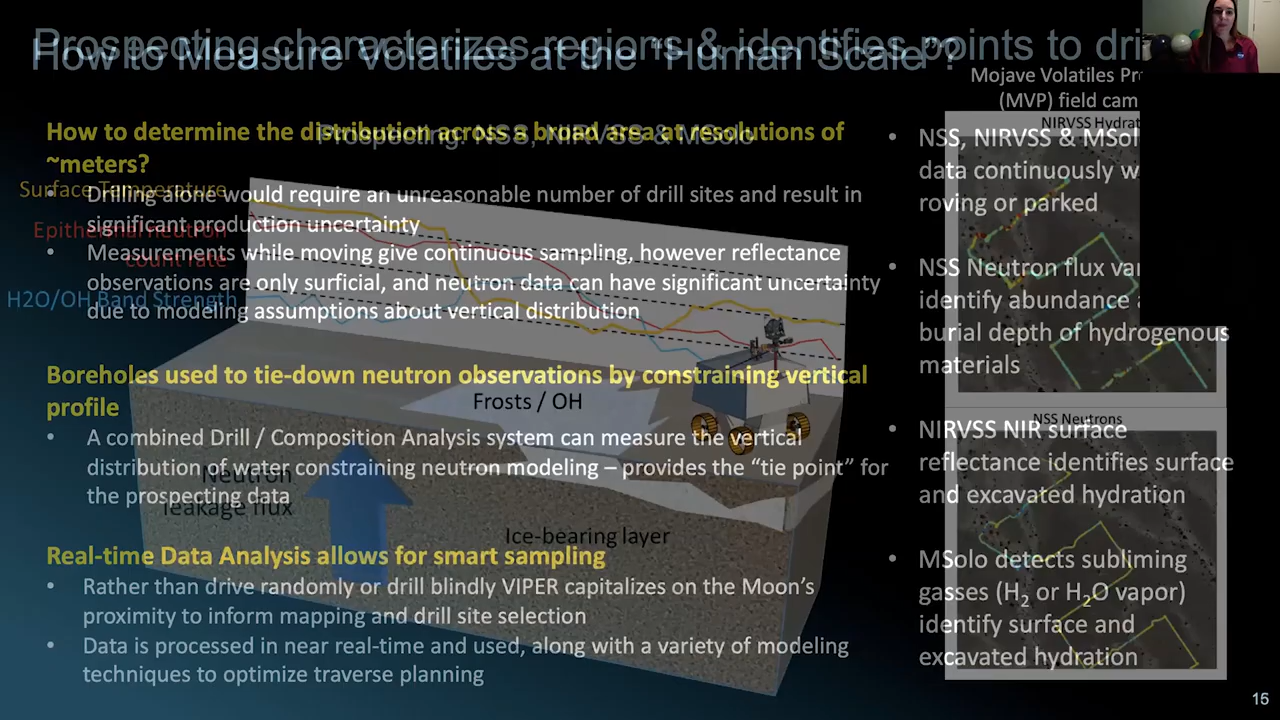 Prospecting characterizes regions & identifies points to dri
How to Measure Volatiles at the "Human Scale"?
Mojave Volatiles Pr
(MVP) field cam
NIRVSS Hydrat
Prospecting: NSS, NIRVSS & MSolo
How to determine the distribution across a broad area at resolutions of
~meters?
• Drilling alone would require an unreasonable number of drill sites and result in
significant production uncertainty
• Measurements while moving give continuous sampling, however reflectance
observations are only surficial, and neutron data can have significant uncertainty
due to modeling assumptions about vertical distribution
Surface Temperature
Epithermal neutron
count rate
H2O/OH Band Strength
Boreholes used to tie-down neutron observations by constraining vertical
profile
• A combined Drill / Composition Analysis system can measure the vertical
distribution of water constraining neutron modeling – provides the "tie point" for
the prospecting data
Frosts / OH
Neutron
leakage flux
Ice-bearing layer
Real-time Data Analysis allows for smart sampling
• Rather than drive randomly or drill blindly VIPER capitalizes on the Moon's
proximity to inform mapping and drill site selection
• Data is processed in near real-time and used, along with a variety of modeling
techniques to optimize traverse planning
• NSS, NIRVSS & MSol
data continuously w
roving or parked
• NSS Neutron flux var
identify abundance
burial depth of hydrogenous
materials
NSS Neutrons
• NIRVSS NIR surface
reflectance identifies surface
and excavated hydration
• MSolo detects subliming
gasses (H2 or H2O vapor)
identify surface and
excavated hydration
15